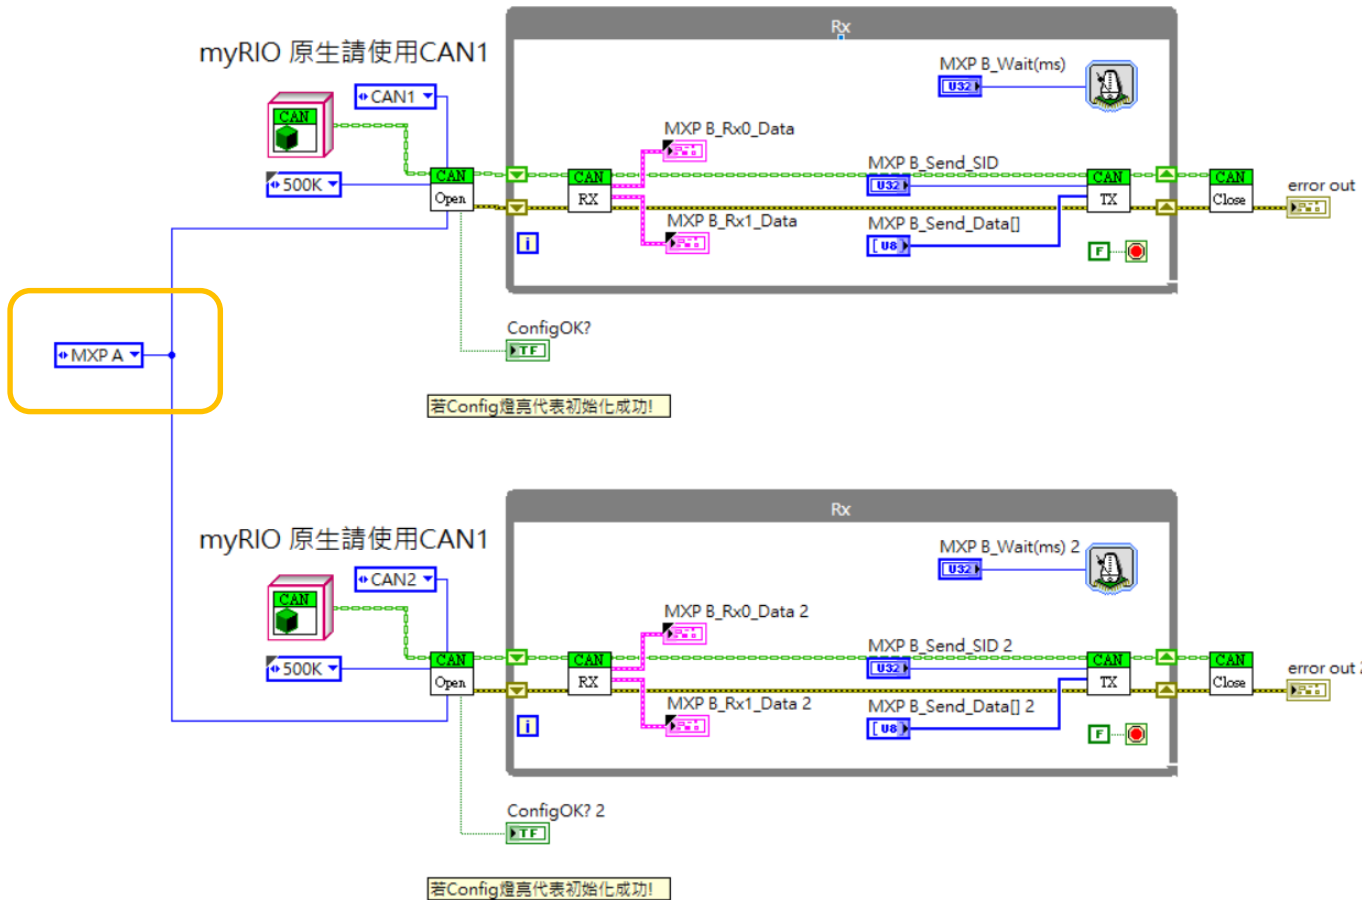 Rx
myRIO 原生請使用CAN1
CAN1
CAN
500K
CAN
Open
MXP B_Wait(ms)
U32
MXP B_Rx0_Data
CAN
RX
MXP B_Rx1_Data
MXP B_Send_SID
U32
MXP B_Send_Data[]
U8
CAN
TX
F
i
CAN
Close
error out
MXP A
ConfigOK?
TF
若Config燈亮代表初始化成功!
Rx
myRIO 原生請使用CAN1
CAN2
CAN
500K
CAN
Open
MXP B_Wait(ms) 2
U32
MXP B_Rx0_Data 2
CAN
RX
MXP B_Rx1_Data 2
MXP B_Send_SID 2
U32
MXP B_Send_Data[] 2
U8
CAN
TX
F
i
CAN
Close
error out 2
ConfigOK? 2
TF
若Config燈亮代表初始化成功!